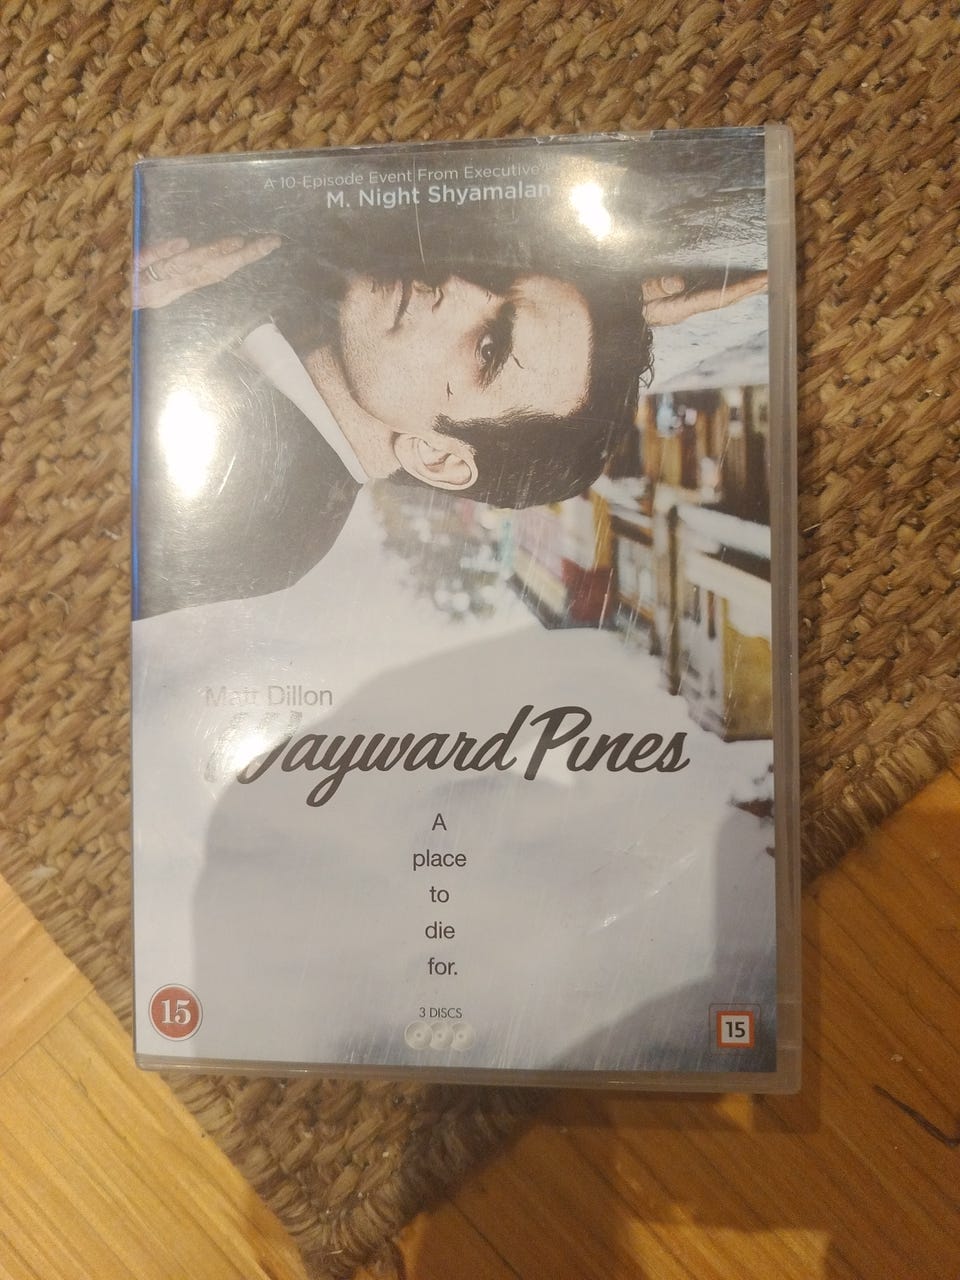 A 10-Episode Event From Executive
M. Night Shyamalan
Matt Dillon
Wayward Pines
A
place
to
die
for.
3 DISCS
15
15